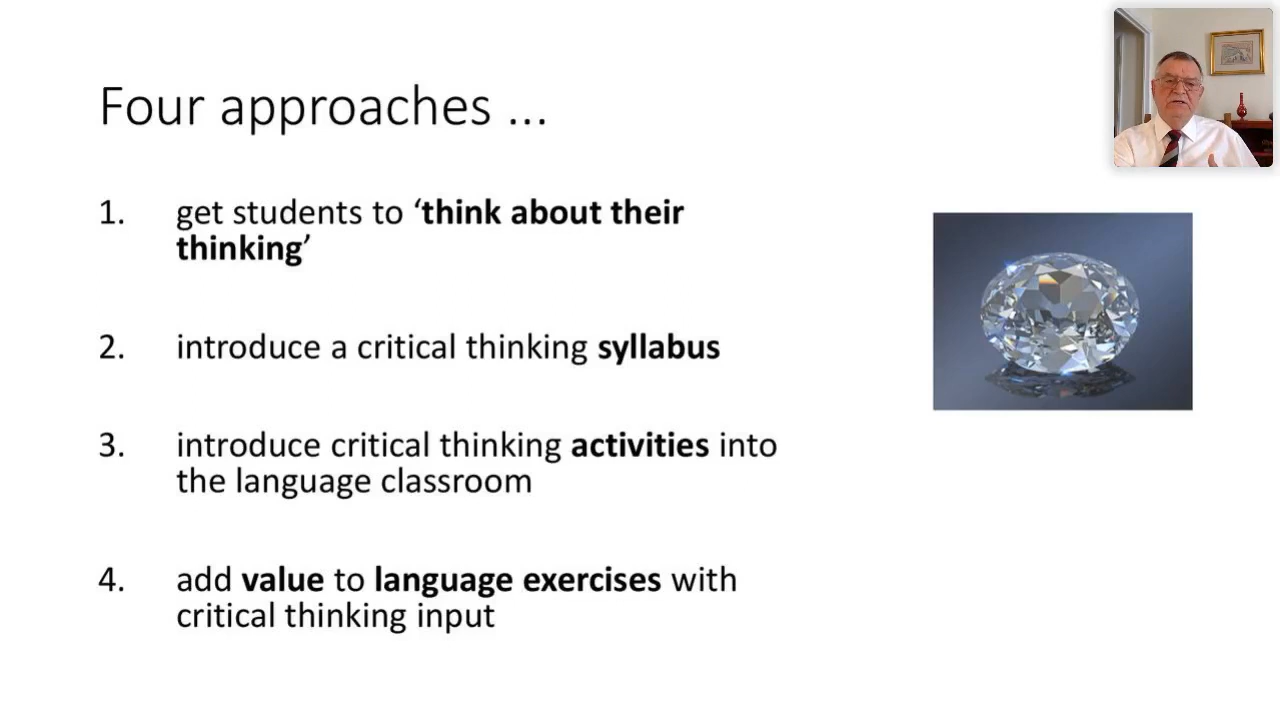 Four approaches ...
1. get students to ‘think about their
thinking’
2. introduce a critical thinking syllabus
3. introduce critical thinking activities into
the language classroom
4. add value to language exercises with
critical thinking input